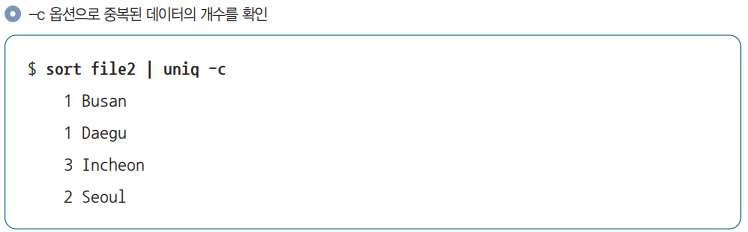 -c 옵션으로 중복된 데이터의 개수를 확인
$ sort file2 | uniq -c
1 Busan
1 Daegu
3 Incheon
2 Seoul